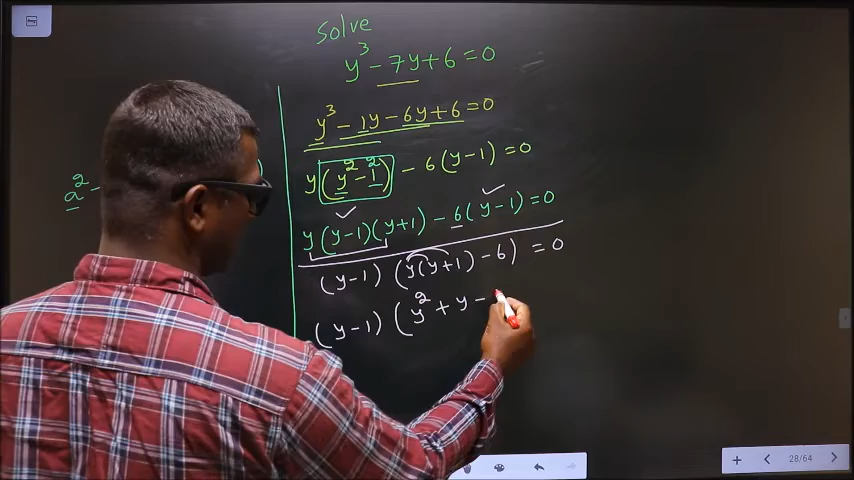 Solve
y³ - 7y + 6 = 0
y³ - 1y - 6y + 6 = 0
y(y² - 1²) - 6(y - 1) = 0
y(y - 1)(y + 1) - 6(y - 1) = 0
(y - 1) (y(y + 1) - 6) = 0
(y - 1) (y² + y -
a² -
28/64